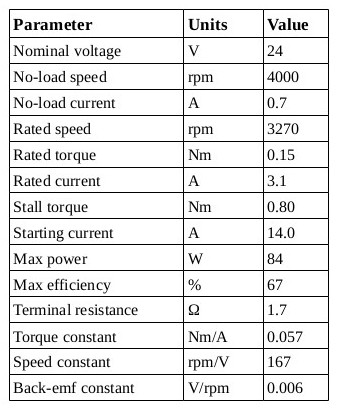 Parameter Units Value
Nominal voltage V 24
No-load speed rpm 4000
No-load current A 0.7
Rated speed rpm 3270
Rated torque Nm 0.15
Rated current A 3.1
Stall torque Nm 0.80
Starting current A 14.0
Max power W 84
Max efficiency % 67
Terminal resistance Ω 1.7
Torque constant Nm/A 0.057
Speed constant rpm/V 167
Back-emf constant V/rpm 0.006